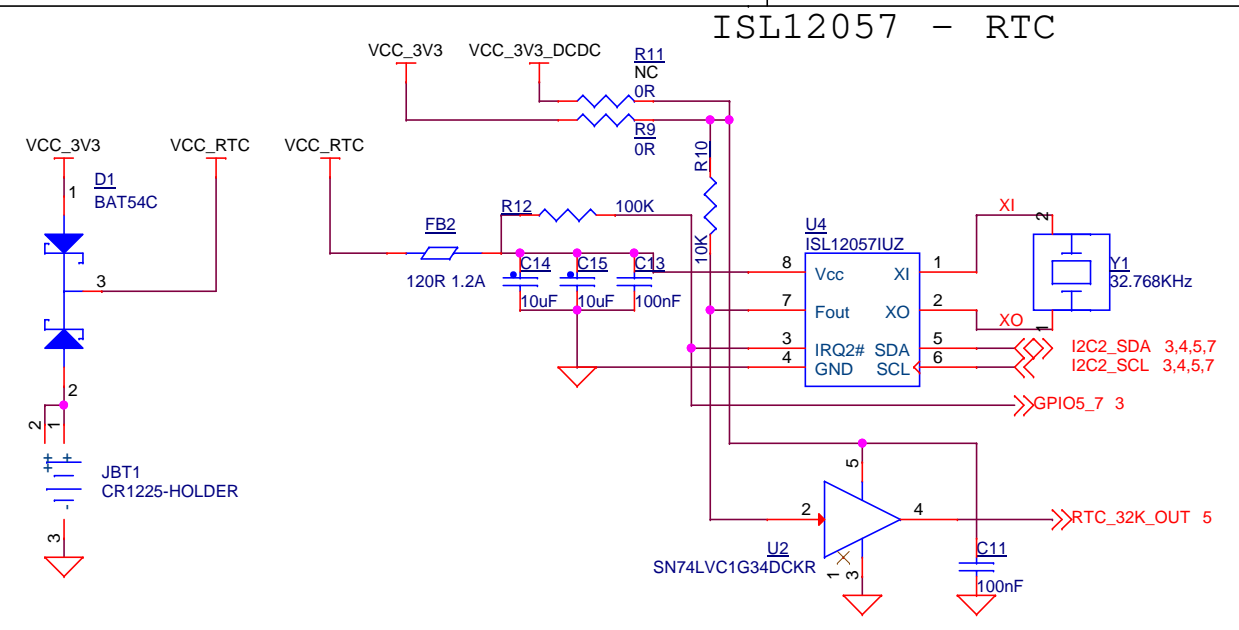 ISL12057 - RTC
VCC_3V3
VCC_3V3_DCDC
R11
NC
0R
R9
0R
VCC_3V3
VCC_RTC
VCC_RTC
R10
10K
1
D1
BAT54C
3
2
R12
100K
FB2
120R 1.2A
C14
10uF
C15
10uF
C13
100nF
U4
ISL12057IUZ
8 Vcc XI 1
7 Fout XO 2
3 IRQ2# SDA 5
4 GND SCL 6
XI
2
Y1
32.768KHz
XO
1
I2C2_SDA 3,4,5,7
I2C2_SCL 3,4,5,7
GPIO5_7 3
2
1
++
JBT1
CR1225-HOLDER
3
5
2
4
RTC_32K_OUT 5
U2
SN74LVC1G34DCKR
1
3
C11
100nF